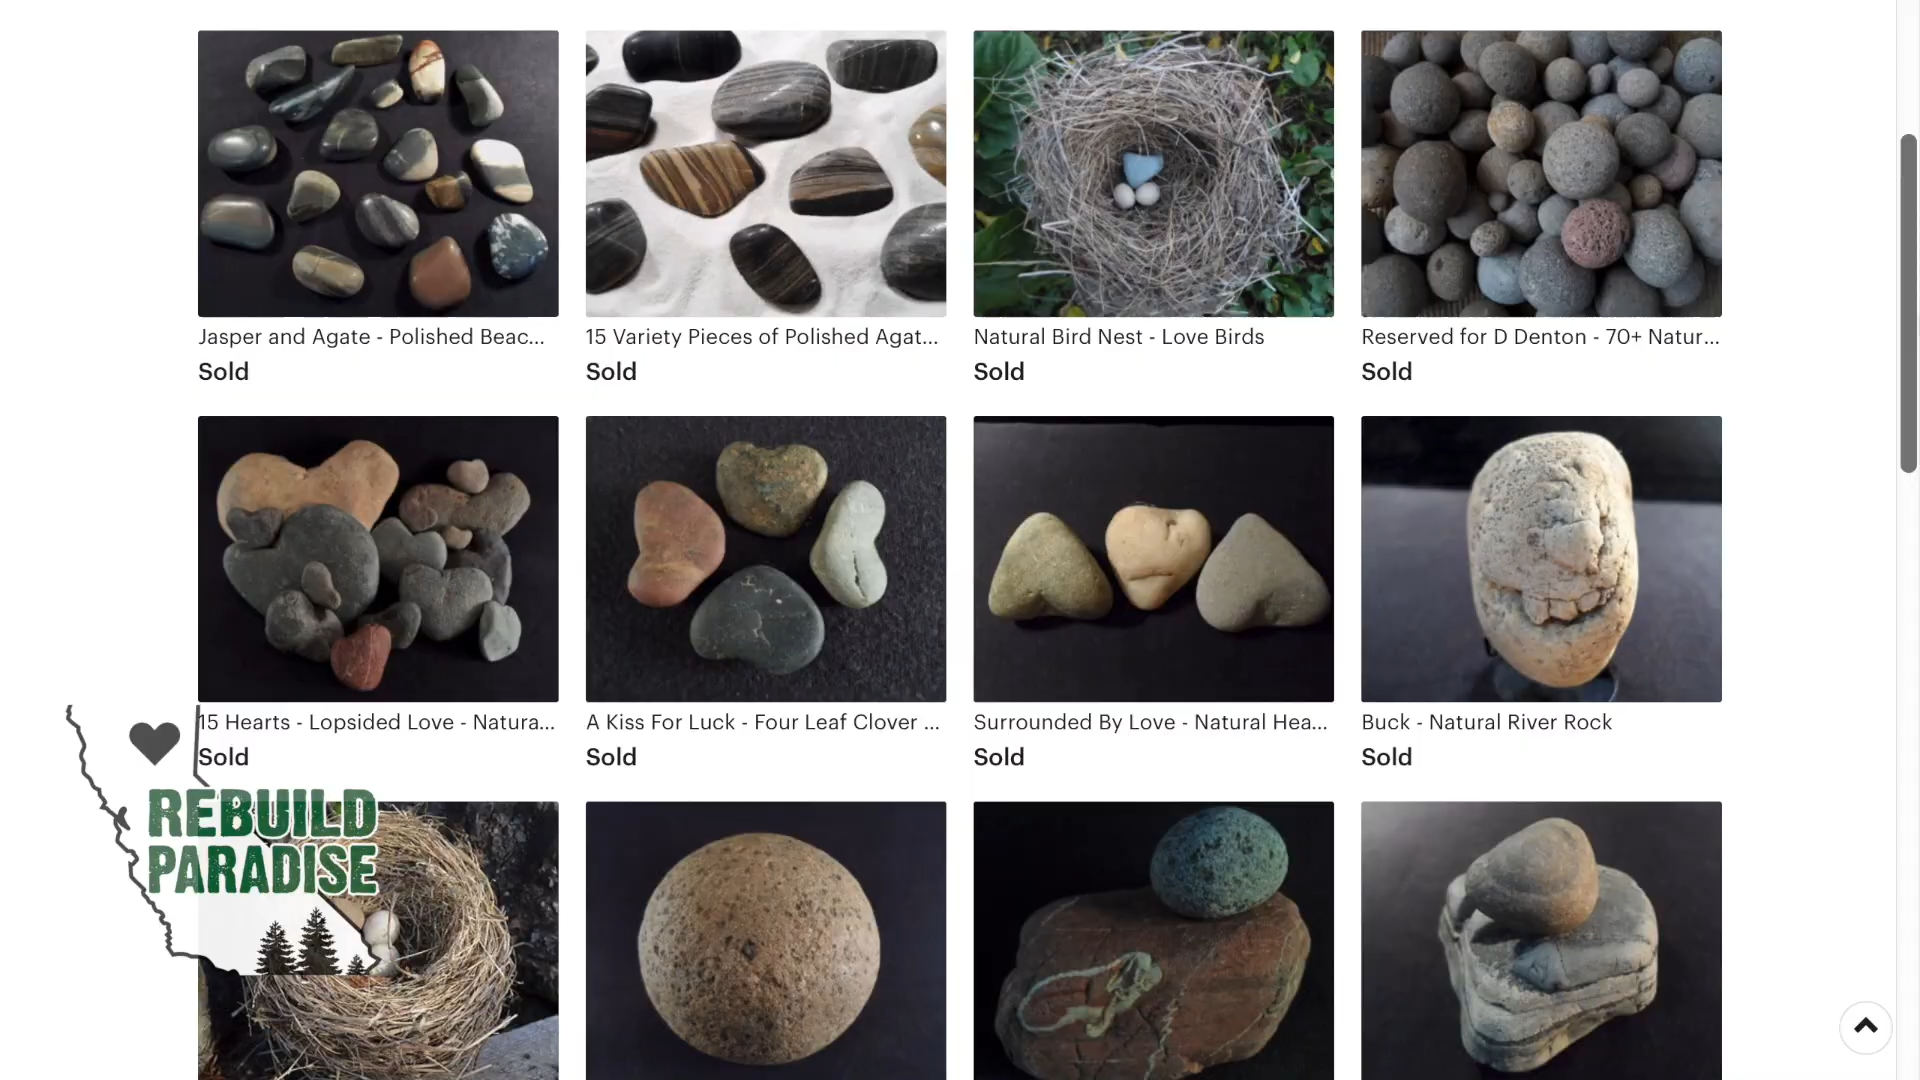 Jasper and Agate - Polished Beac...
Sold
15 Variety Pieces of Polished Agat...
Sold
Natural Bird Nest - Love Birds
Sold
Reserved for D Denton - 70+ Natur...
Sold
15 Hearts - Lopsided Love - Natura...
Sold
A Kiss For Luck - Four Leaf Clover ...
Sold
Surrounded By Love - Natural Hea...
Sold
Buck - Natural River Rock
Sold
REBUILD
PARADISE